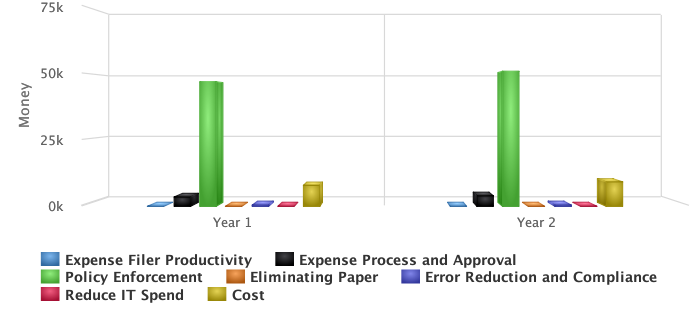 75k
50k
25k
0k
Money
Year 1 Year 2
Expense Filer Productivity Expense Process and Approval
Policy Enforcement Eliminating Paper Error Reduction and Compliance
Reduce IT Spend Cost